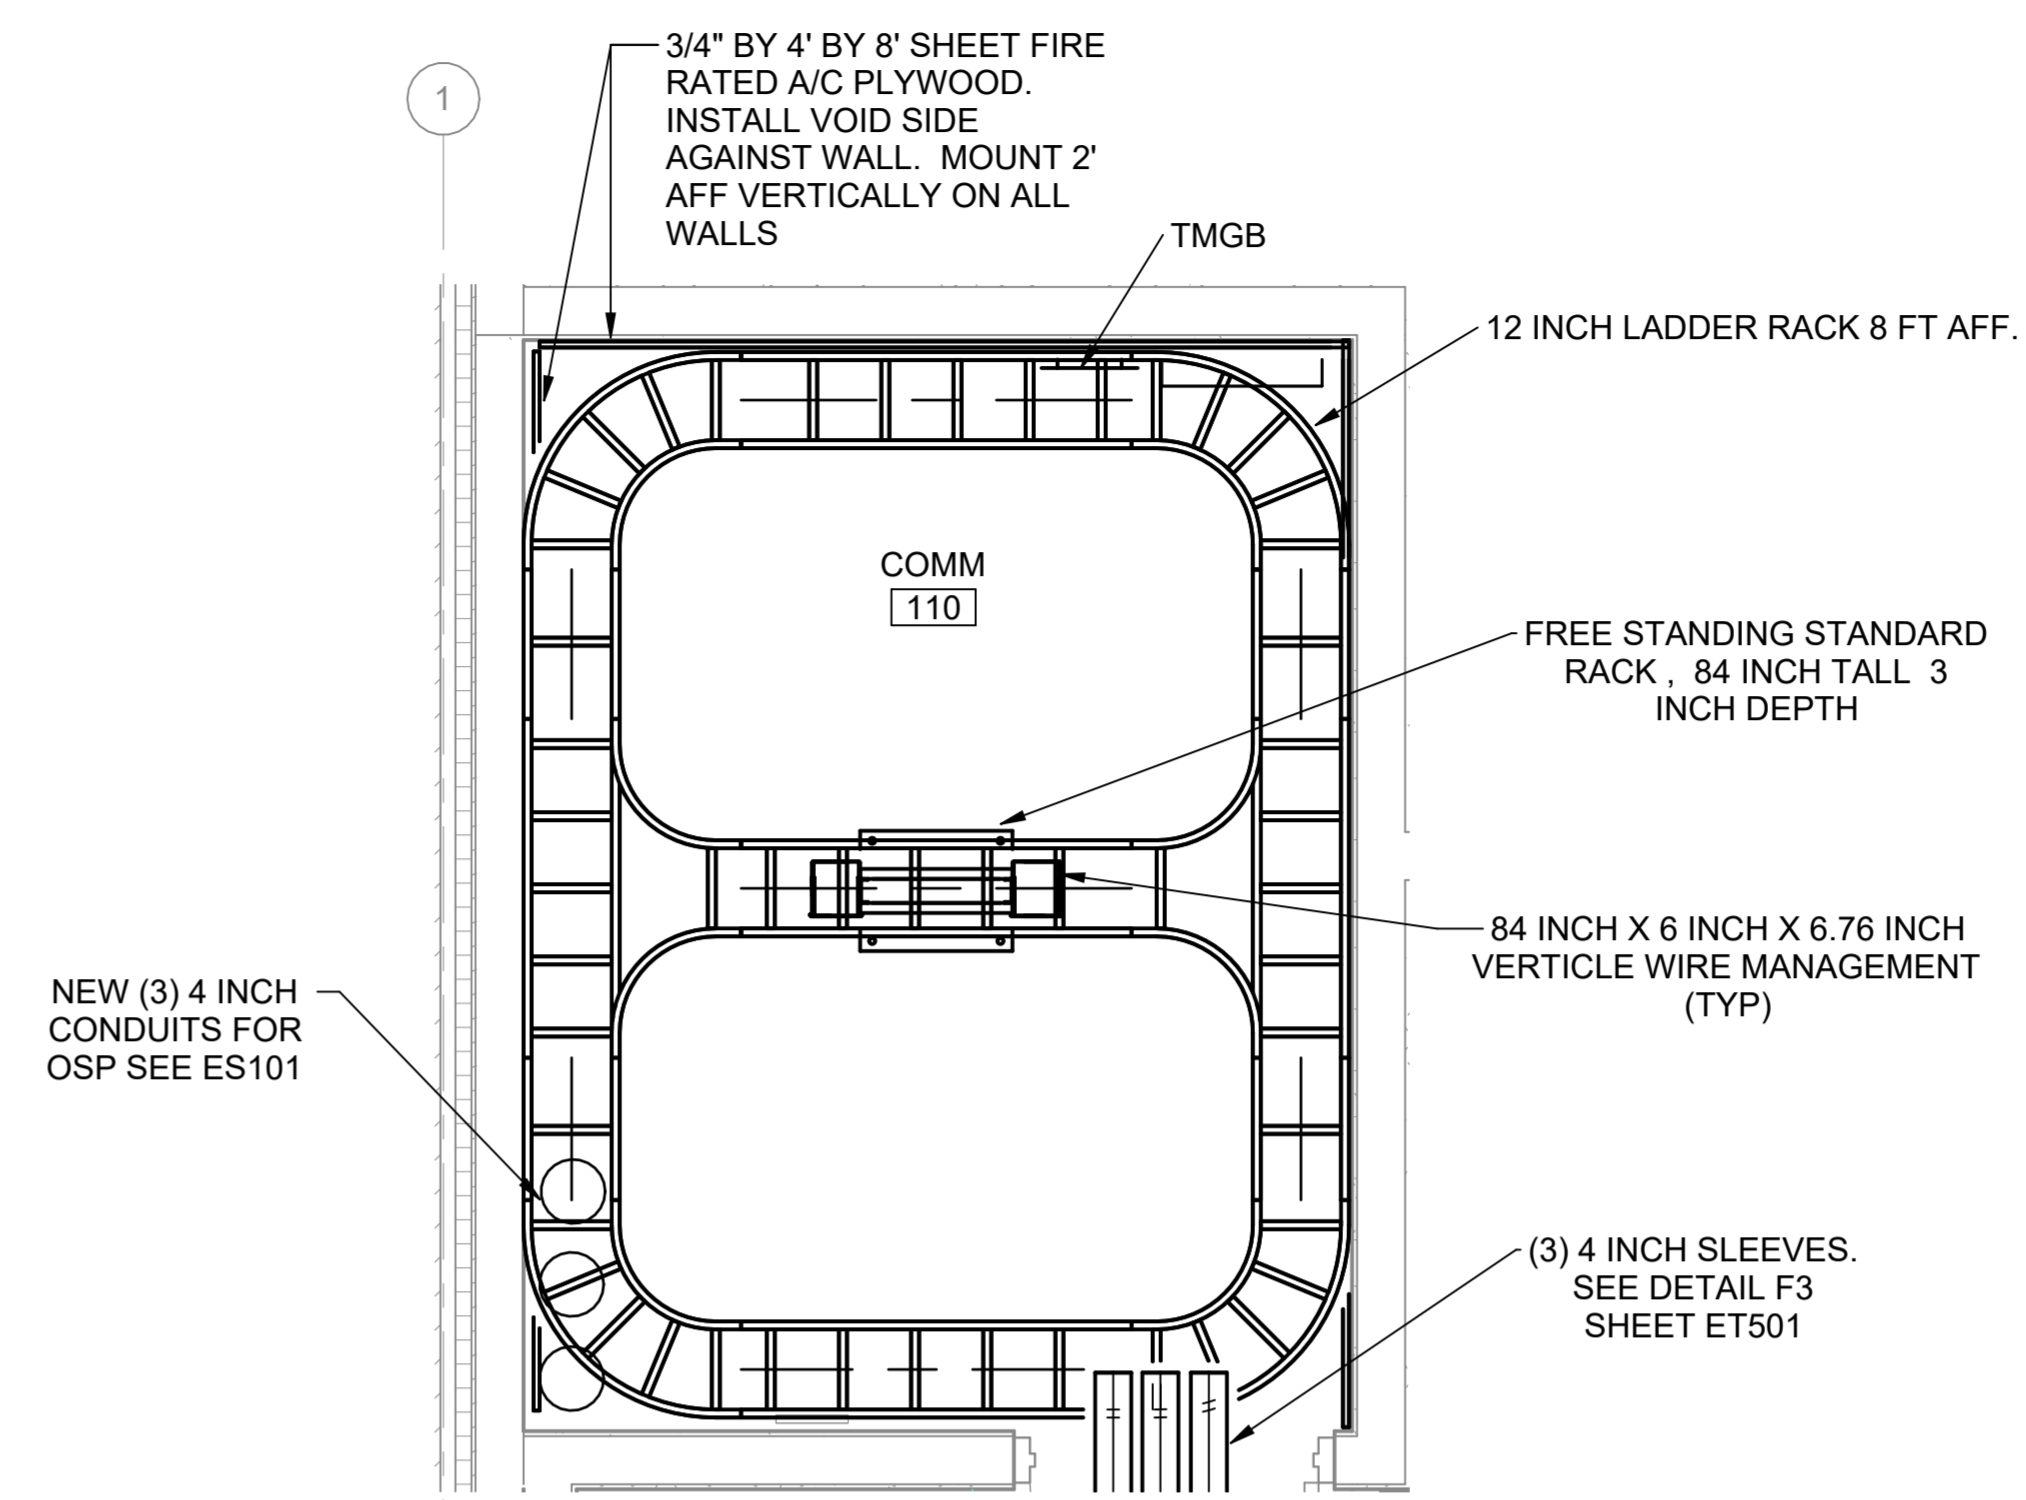 3/4" BY 4' BY 8' SHEET FIRE
RATED A/C PLYWOOD.
INSTALL VOID SIDE
AGAINST WALL.  MOUNT 2'
AFF VERTICALLY ON ALL
WALLS
1
TMGB
12 INCH LADDER RACK 8 FT AFF.
COMM
110
FREE STANDING STANDARD
RACK ,  84 INCH TALL  3
INCH DEPTH
84 INCH X 6 INCH X 6.76 INCH
VERTICLE WIRE MANAGEMENT
(TYP)
NEW (3) 4 INCH
CONDUITS FOR
OSP SEE ES101
(3) 4 INCH SLEEVES.
SEE DETAIL F3
SHEET ET501